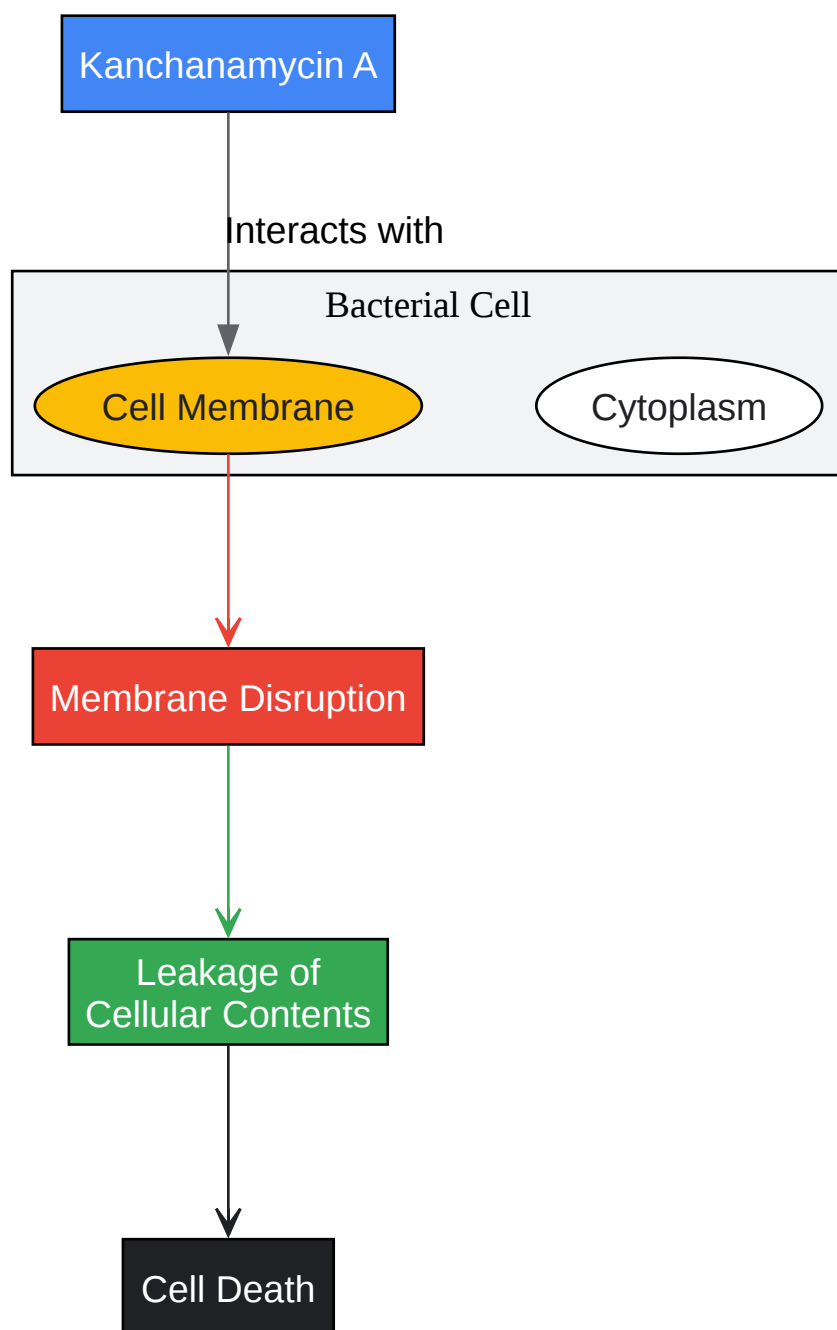 Kanchanamycin A
Interacts with
Bacterial Cell
Cell Membrane
Cytoplasm
Membrane Disruption
Leakage of
Cellular Contents
Cell Death